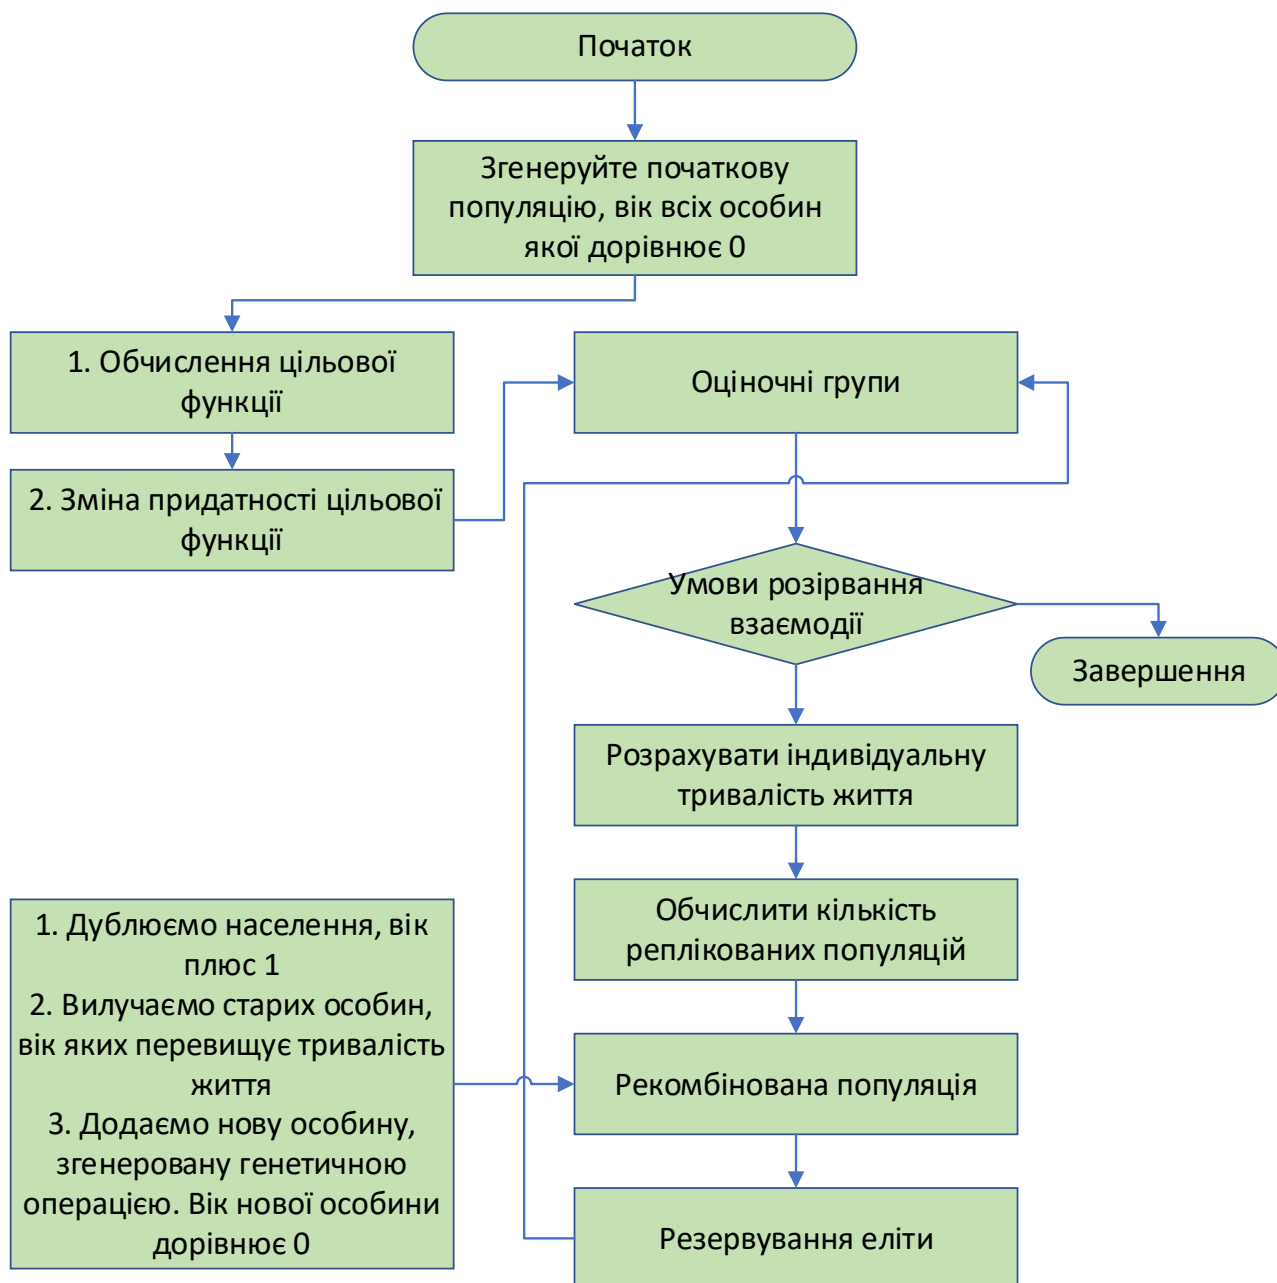 Початок
Згенеруйте початкову
популяцію, вік всіх особин
якої дорівнює 0
1. Обчислення цільової
функції
Оціночні групи
2. Зміна придатності цільової
функції
Умови розірвання
взаємодії
Завершення
Розрахувати індивідуальну
тривалість життя
Обчислити кількість
реплікованих популяцій
1. Дублюємо населення, вік
плюс 1
2. Вилучаємо старих особин,
вік яких перевищує тривалість
життя
3. Додаємо нову особину,
згенеровану генетичною
операцією. Вік нової особини
дорівнює 0
Рекомбінована популяція
Резервування еліти